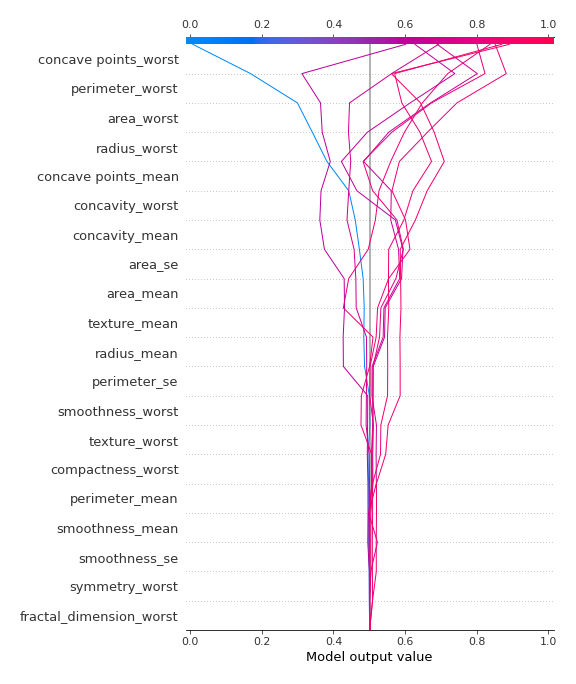 0.0 0.2 0.4 0.6 0.8 1.0
concave points_worst
perimeter_worst
area_worst
radius_worst
concave points_mean
concavity_worst
concavity_mean
area_se
area_mean
texture_mean
radius_mean
perimeter_se
smoothness_worst
texture_worst
compactness_worst
perimeter_mean
smoothness_mean
smoothness_se
symmetry_worst
fractal_dimension_worst
0.0 0.2 0.4 0.6 0.8 1.0
Model output value